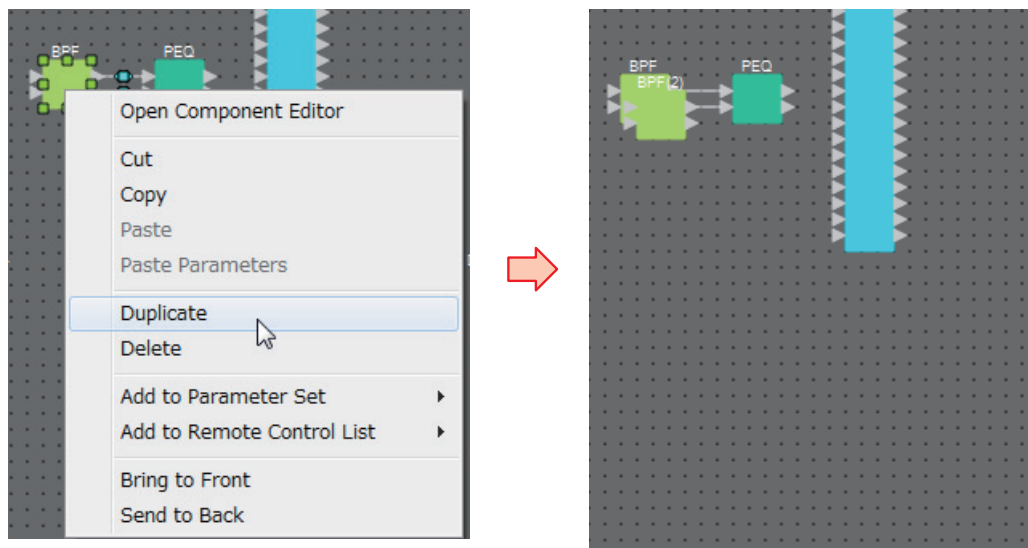 BPF
PEQ
Open Component Editor
Cut
Copy
Paste
Paste Parameters
Duplicate
Delete
Add to Parameter Set
Add to Remote Control List
Bring to Front
Send to Back
BPF
PEQ
BPF(2)